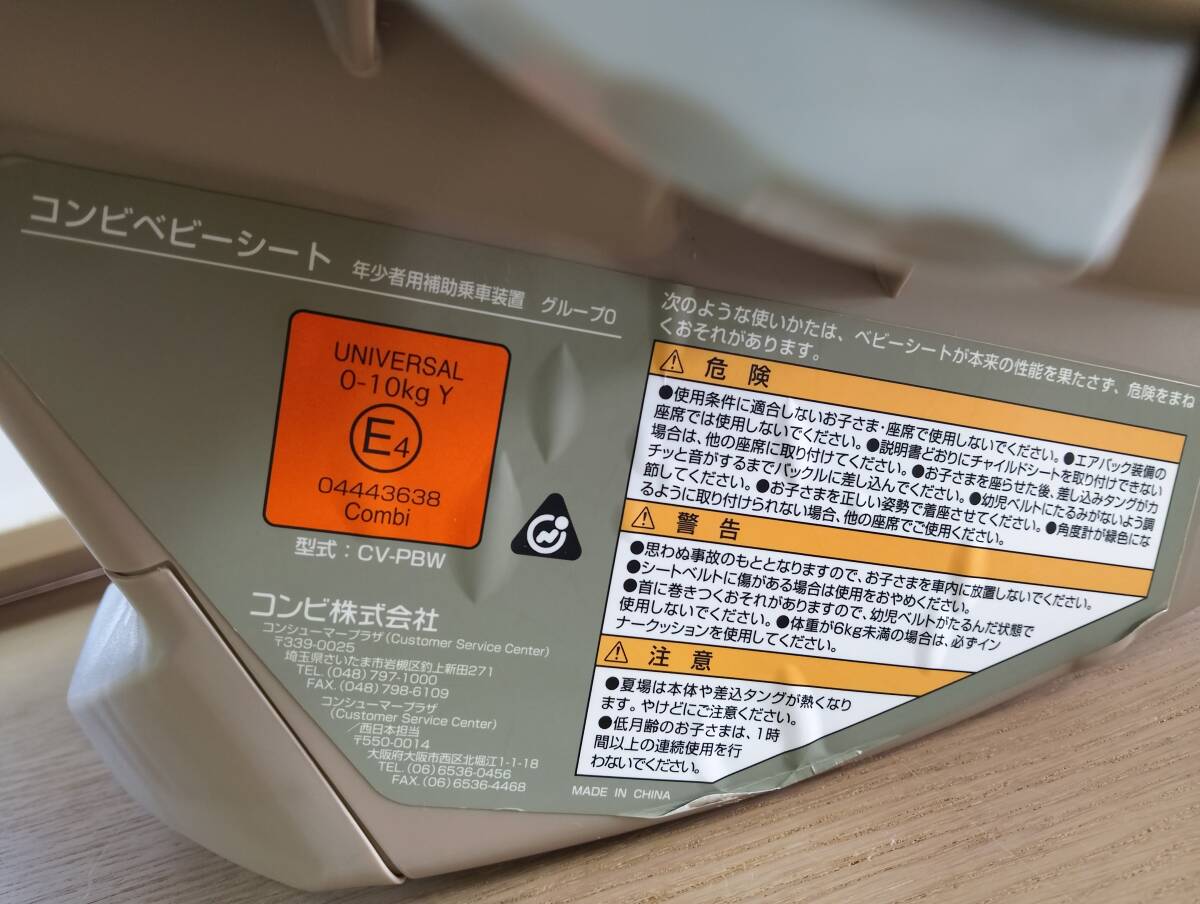 コンビベビーシート
年少者用補助乗車装置 グループ0
UNIVERSAL
0-10kg Y
E4
04443638
Combi
型式：CV-PBW
コンビ株式会社
コンシューマープラザ(Customer Service Center)
〒339-0025
埼玉県さいたま市岩槻区釣上新田271
TEL.(048)797-1000
FAX.(048)798-6109
コンシューマープラザ
(Customer Service Center)
／西日本担当
〒550-0014
大阪府大阪市西区北堀江1-1-18
TEL.(06)6536-0456
FAX.(06)6536-4468
次のような使いかたは、ベビーシートが本来の性能を果たさず、危険をまね
くおそれがあります。
危険
●使用条件に適合しないお子さま・座席で使用しないでください。●エアバック装備の
座席では使用しないでください。●説明書どおりにチャイルドシートを取り付けできない
場合は、他の座席に取り付けてください。●お子さまを座らせた後、差し込みタングがカ
チッと音がするまでバックルに差し込んでください。●幼児ベルトにたるみがないよう調
節してください。●お子さまを正しい姿勢で着座させてください。●角度計が緑色にな
るように取り付けられない場合、他の座席でご使用ください。
警告
●思わぬ事故のもととなりますので、お子さまを車内に放置しないでください。
●シートベルトに傷がある場合は使用をおやめください。
●首に巻きつくおそれがありますので、幼児ベルトがたるんだ状態で
使用しないでください。●体重が6kg未満の場合は、必ずイン
ナークッションを使用してください。
注意
●夏場は本体や差込タングが熱くなり
ます。やけどにご注意ください。
●低月齢のお子さまは、1時
間以上の連続使用を行
わないでください。
MADE IN CHINA